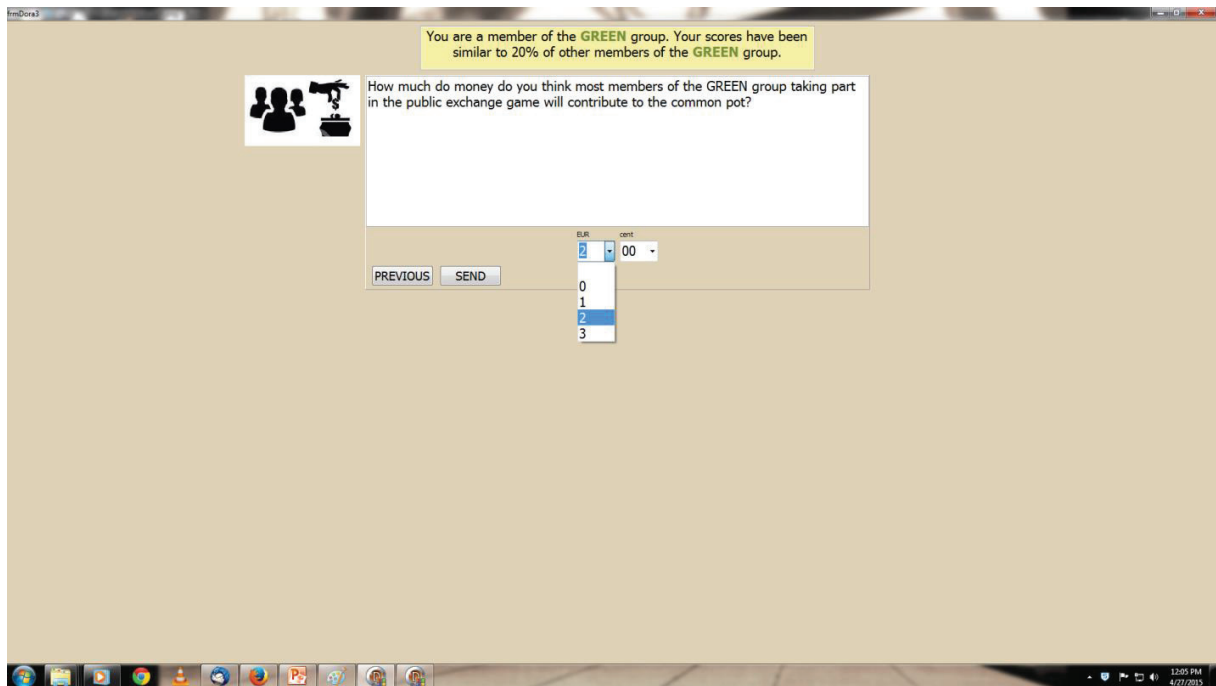 frmDora3
You are a member of the GREEN group. Your scores have been
similar to 20% of other members of the GREEN group.
How much do money do you think most members of the GREEN group taking part
in the public exchange game will contribute to the common pot?
EUR cent
2 00
PREVIOUS SEND
0
1
2
3
12:05 PM
4/27/2015